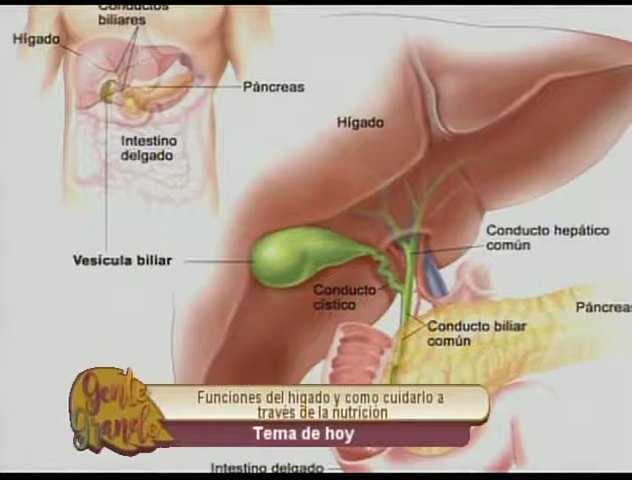 Conductos
biliares
Hígado
Páncreas
Intestino
delgado
Vesícula biliar
Hígado
Conducto hepático
común
Conducto
cístico
Páncreas
Conducto biliar
común
Gente
Grande
Funciones del higado y como cuidarlo a
través de la nutrición
Tema de hoy
Intestino delgado